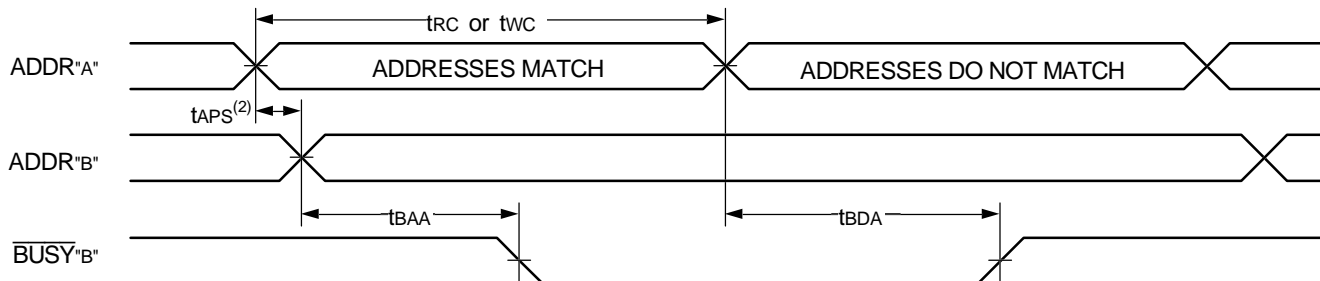 tRC or tWC
ADDR"A"
ADDRESSES MATCH
ADDRESSES DO NOT MATCH
tAPS(2)
ADDR"B"
tBAA
tBDA
BUSY"B"